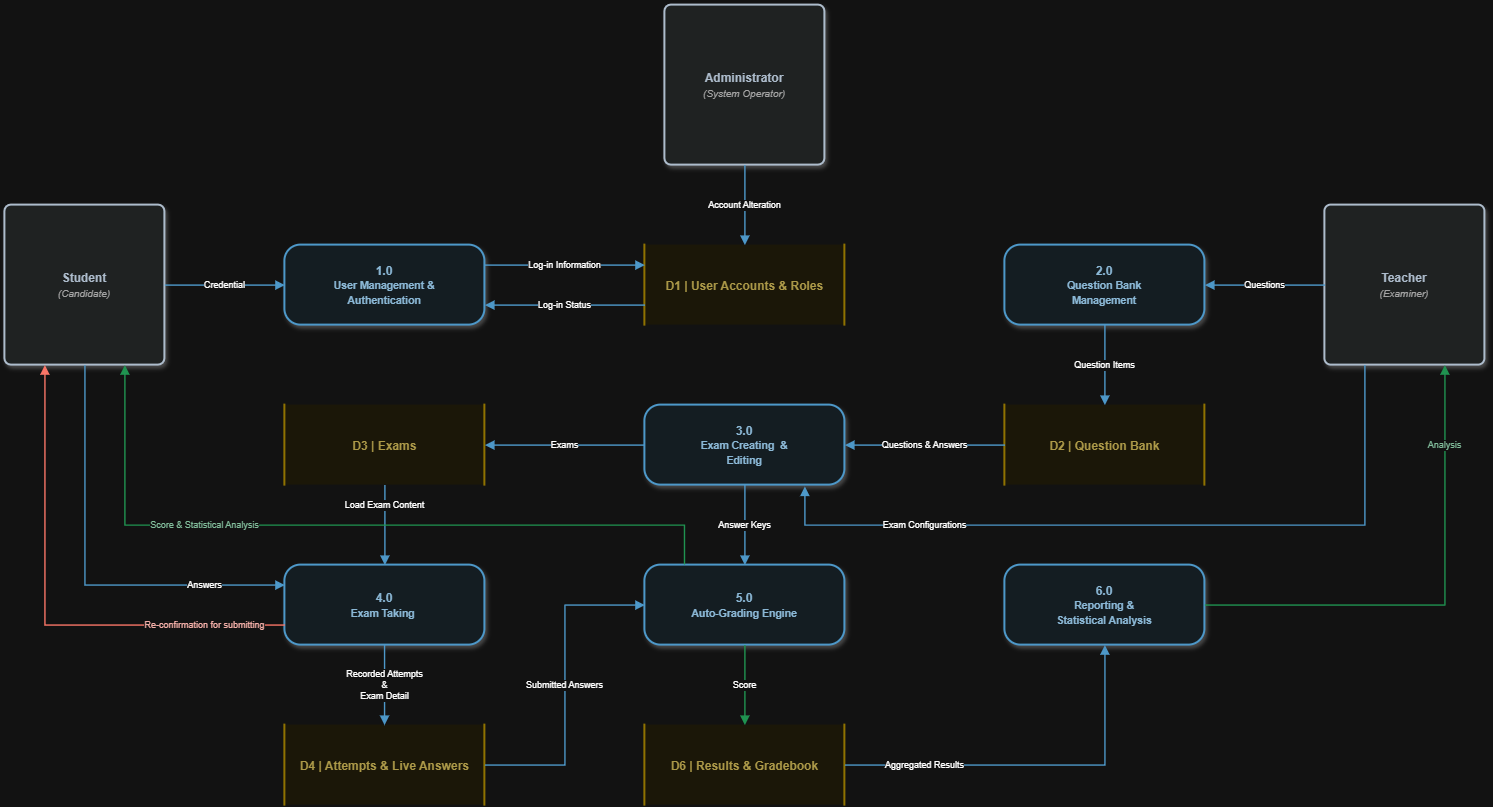 Administrator
(System Operator)
Account Alteration
Student
(Candidate)
Credential
1.0
User Management &
Authentication
Log-in Information
Log-in Status
D1 | User Accounts & Roles
2.0
Question Bank
Management
Questions
Teacher
(Examiner)
Question Items
D3 | Exams
Exams
3.0
Exam Creating &
Editing
Questions & Answers
D2 | Question Bank
Analysis
Load Exam Content
Score & Statistical Analysis
Answer Keys
Exam Configurations
Answers
4.0
Exam Taking
5.0
Auto-Grading Engine
6.0
Reporting &
Statistical Analysis
Re-confirmation for submitting
Recorded Attempts
&
Exam Detail
Submitted Answers
Score
D4 | Attempts & Live Answers
D6 | Results & Gradebook
Aggregated Results